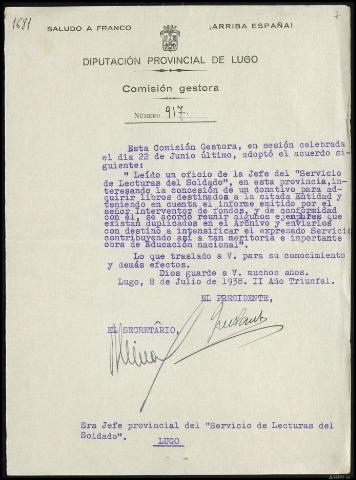 1681
SALUDO A FRANCO ¡ARRIBA ESPAÑA!
DIPUTACIÓN PROVINCIAL DE LUGO
Comisión gestora
NÚMERO 917.
Esta Comisión Gestora, en sesión celebrada
el día 22 de Junio último, adoptó el acuerdo si-
guiente:
" Leído un oficio de la Jefe del "Servicio
de Lecturas del Soldado", en esta provincia, in-
teresando la concesión de un donativo para ad-
quirir libros destinados a la citada Entidad y
teniendo en cuenta el informe emitido por el
señor Interventor de fondos, y de conformidad
con él, se acordó reunir algunos ejemplares que
existan duplicados en el Archivo y enviarlos
con destino a intensificar el expresado Servicio
contribuyendo así a tan meritoria e importante
obra de Educación nacional".
Lo que traslado a V. para su conocimiento
y demás efectos.
Dios guarde a V. muchos años.
Lugo, 8 de Julio de 1938. II Año Triunfal.
EL PRESIDENTE,
EL SECRETARIO,
Sra Jefe provincial del "Servicio de Lecturas del
Soldado".
LUGO